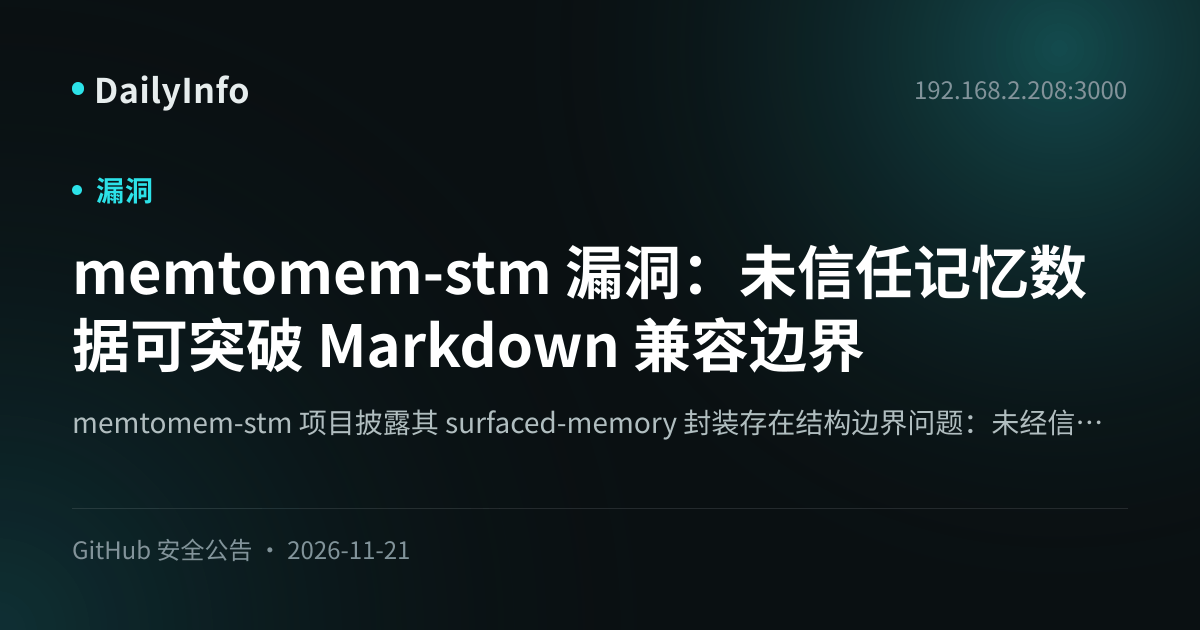 DailyInfo
192.168.2.208:3000
漏洞
memtomem-stm 漏洞：未信任记忆数
据可突破 Markdown 兼容边界
memtomem-stm 项目披露其 surfaced-memory 封装存在结构边界问题：未经信…
GitHub 安全公告 · 2026-11-21